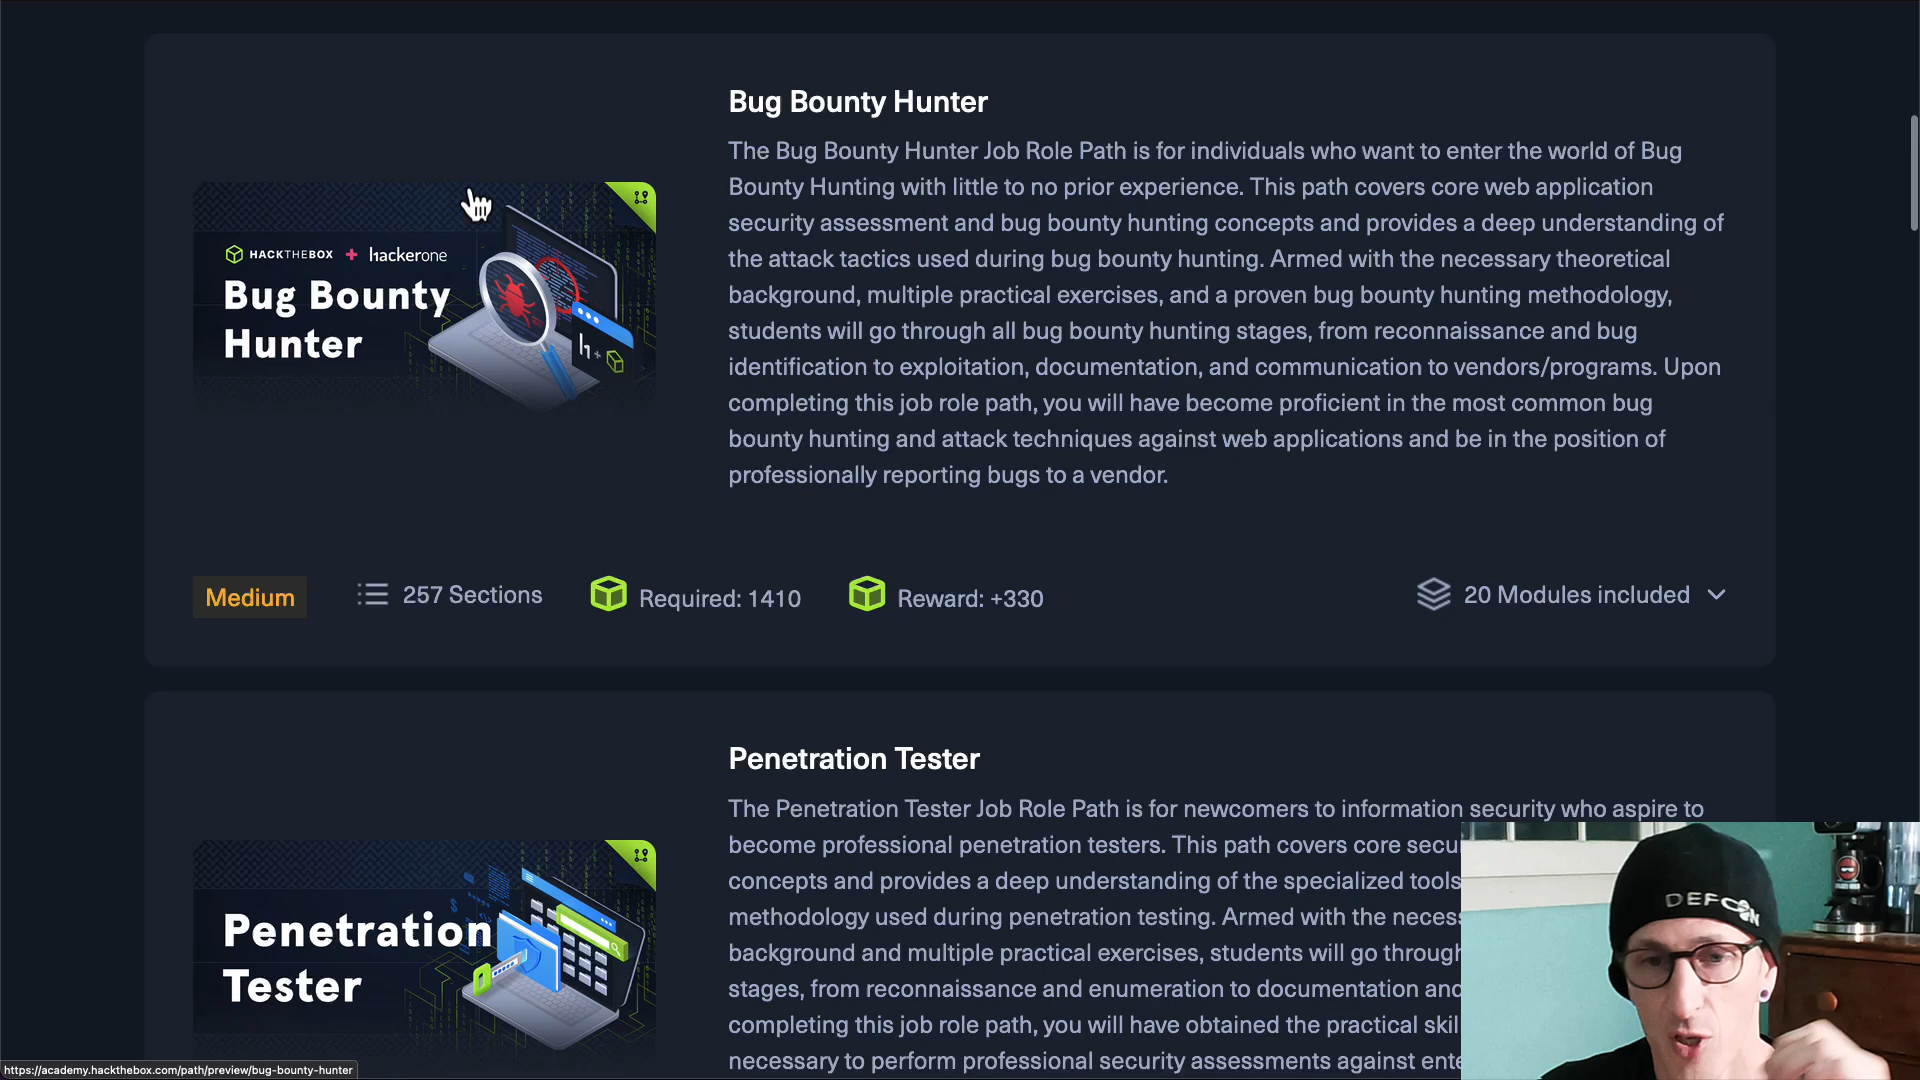 Bug Bounty Hunter
The Bug Bounty Hunter Job Role Path is for individuals who want to enter the world of Bug
Bounty Hunting with little to no prior experience. This path covers core web application
security assessment and bug bounty hunting concepts and provides a deep understanding of
the attack tactics used during bug bounty hunting. Armed with the necessary theoretical
background, multiple practical exercises, and a proven bug bounty hunting methodology,
students will go through all bug bounty hunting stages, from reconnaissance and bug
identification to exploitation, documentation, and communication to vendors/programs. Upon
completing this job role path, you will have become proficient in the most common bug
bounty hunting and attack techniques against web applications and be in the position of
professionally reporting bugs to a vendor.
HACKTHEBOX + hackerone
Bug Bounty
Hunter
Medium
257 Sections
Required: 1410
Reward: +330
20 Modules included
Penetration Tester
The Penetration Tester Job Role Path is for newcomers to information security who aspire to
become professional penetration testers. This path covers core secu
concepts and provides a deep understanding of the specialized tools
methodology used during penetration testing. Armed with the neces
background and multiple practical exercises, students will go through
stages, from reconnaissance and enumeration to documentation and
completing this job role path, you will have obtained the practical skil
necessary to perform professional security assessments against ente
Penetration
Tester
DEFCON
https://academy.hackthebox.com/path/preview/bug-bounty-hunter